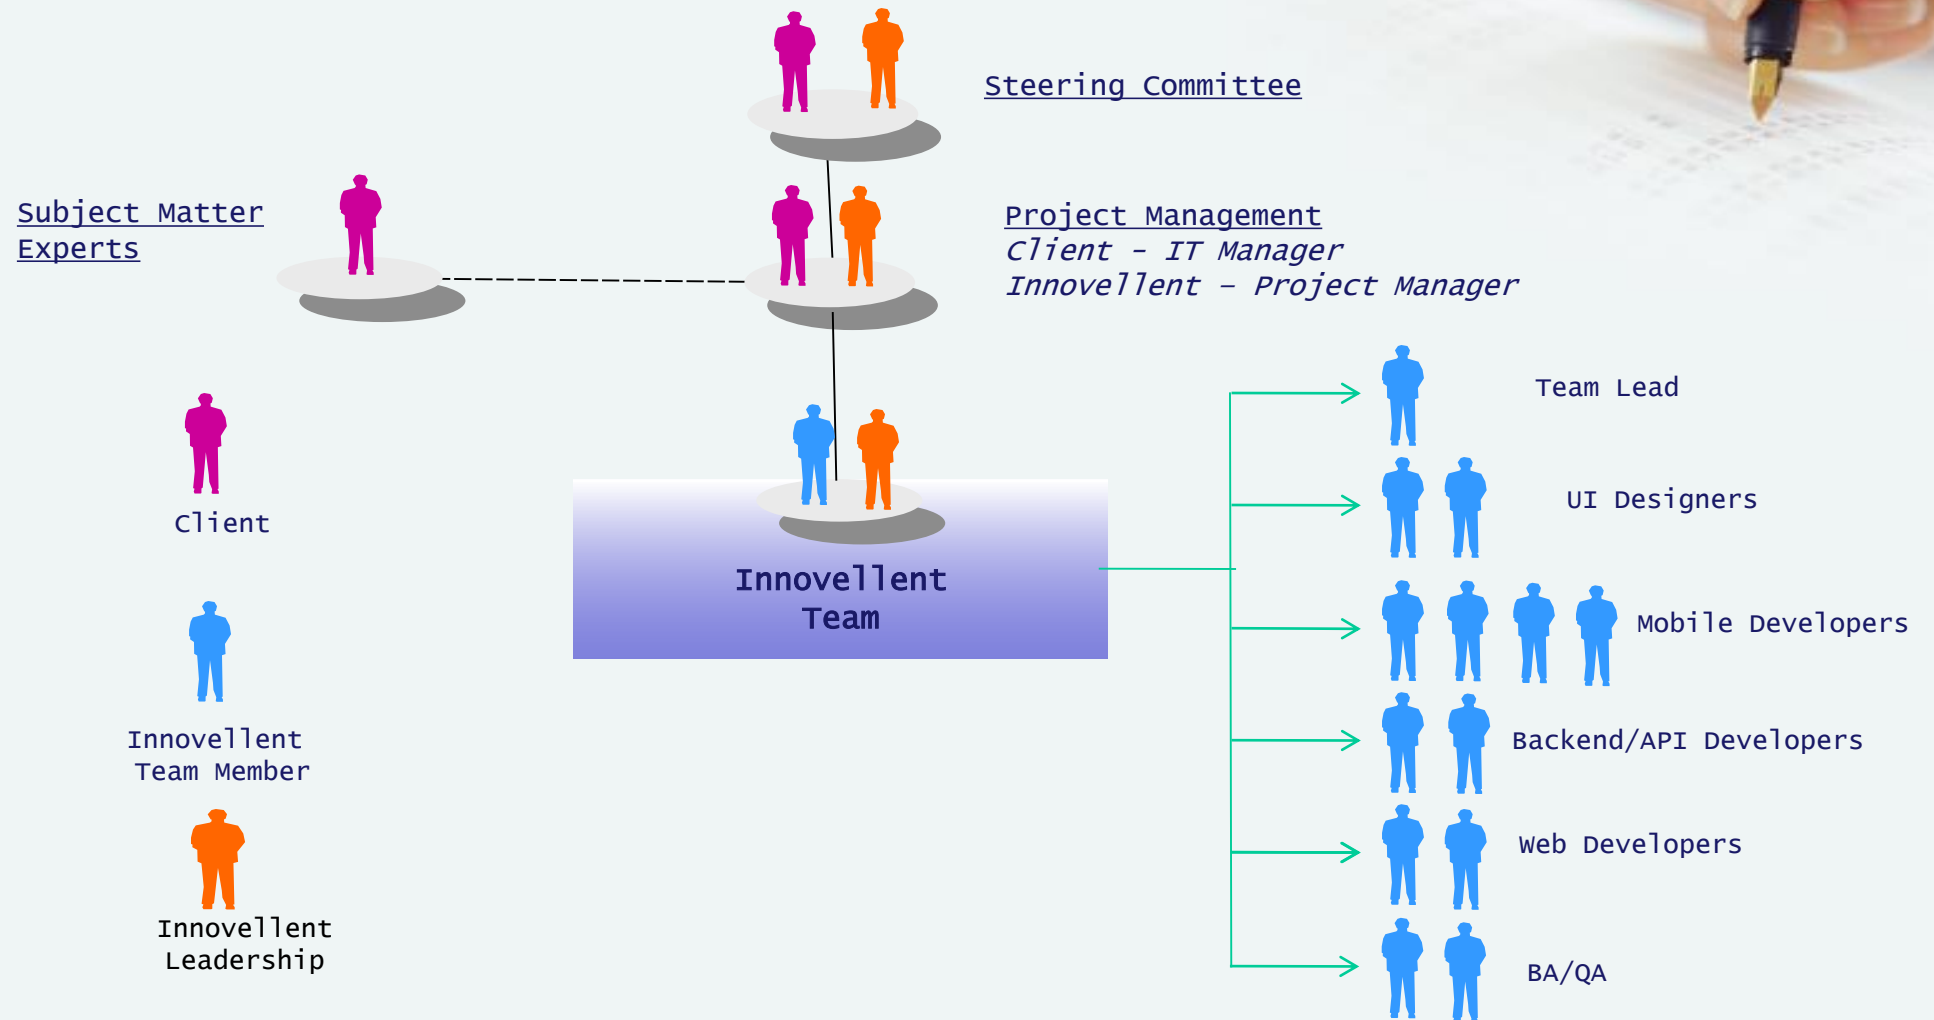 Steering Committee
Subject Matter
Experts
Project Management
Client – IT Manager
Innovellent – Project Manager
Team Lead
UI Designers
Client
Innovellent
Team
Mobile Developers
Innovellent
Team Member
Backend/API Developers
Web Developers
Innovellent
Leadership
BA/QA